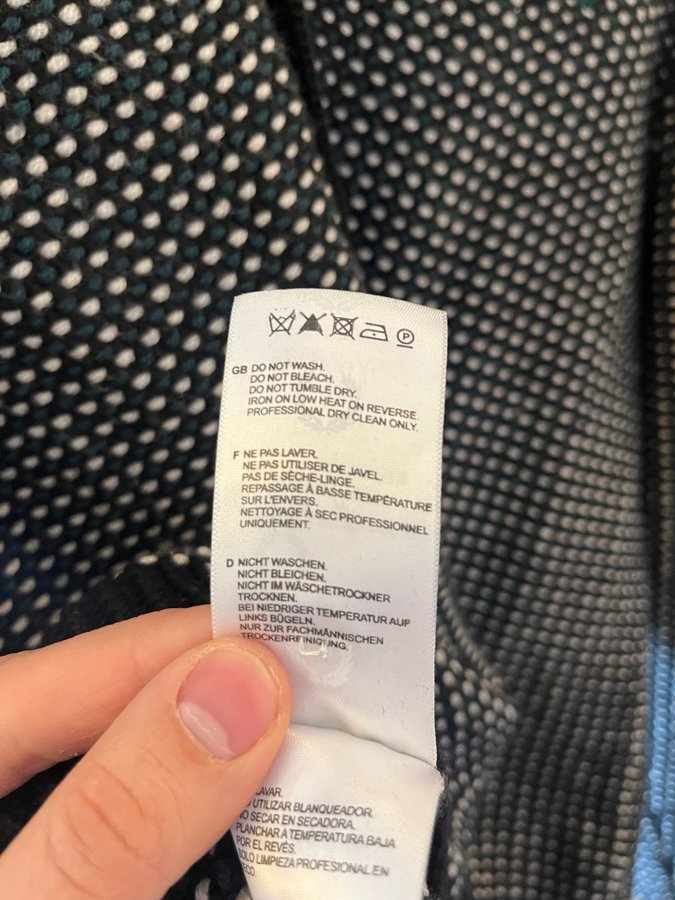 P
GB DO NOT WASH.
DO NOT BLEACH.
DO NOT TUMBLE DRY.
IRON ON LOW HEAT ON REVERSE.
PROFESSIONAL DRY CLEAN ONLY.
F NE PAS LAVER.
NE PAS UTILISER DE JAVEL.
PAS DE SÈCHE-LINGE.
REPASSAGE À BASSE TEMPÉRATURE
SUR L'ENVERS.
NETTOYAGE À SEC PROFESSIONNEL
UNIQUEMENT.
D NICHT WASCHEN.
NICHT BLEICHEN.
NICHT IM WÄSCHETROCKNER
TROCKNEN.
BEI NIEDRIGER TEMPERATUR AUF
LINKS BÜGELN.
NUR ZUR FACHMÄNNISCHEN
TROCKENREINIGUNG.
UTILIZAR BLANQUEADOR.
SECAR EN SECADORA.
PLANCHAR A TEMPERATURA BAJA
POR EL REVÉS.
SOLO LIMPIEZA PROFESIONAL EN